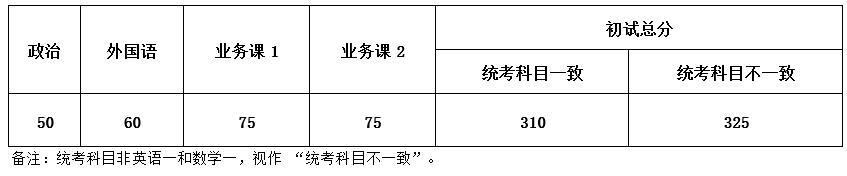 政治 外国语 业务课 1 业务课 2 初试总分
统考科目一致 统考科目不一致
50 60 75 75 310 325
备注：统考科目非英语一和数学一，视作 “统考科目不一致”。